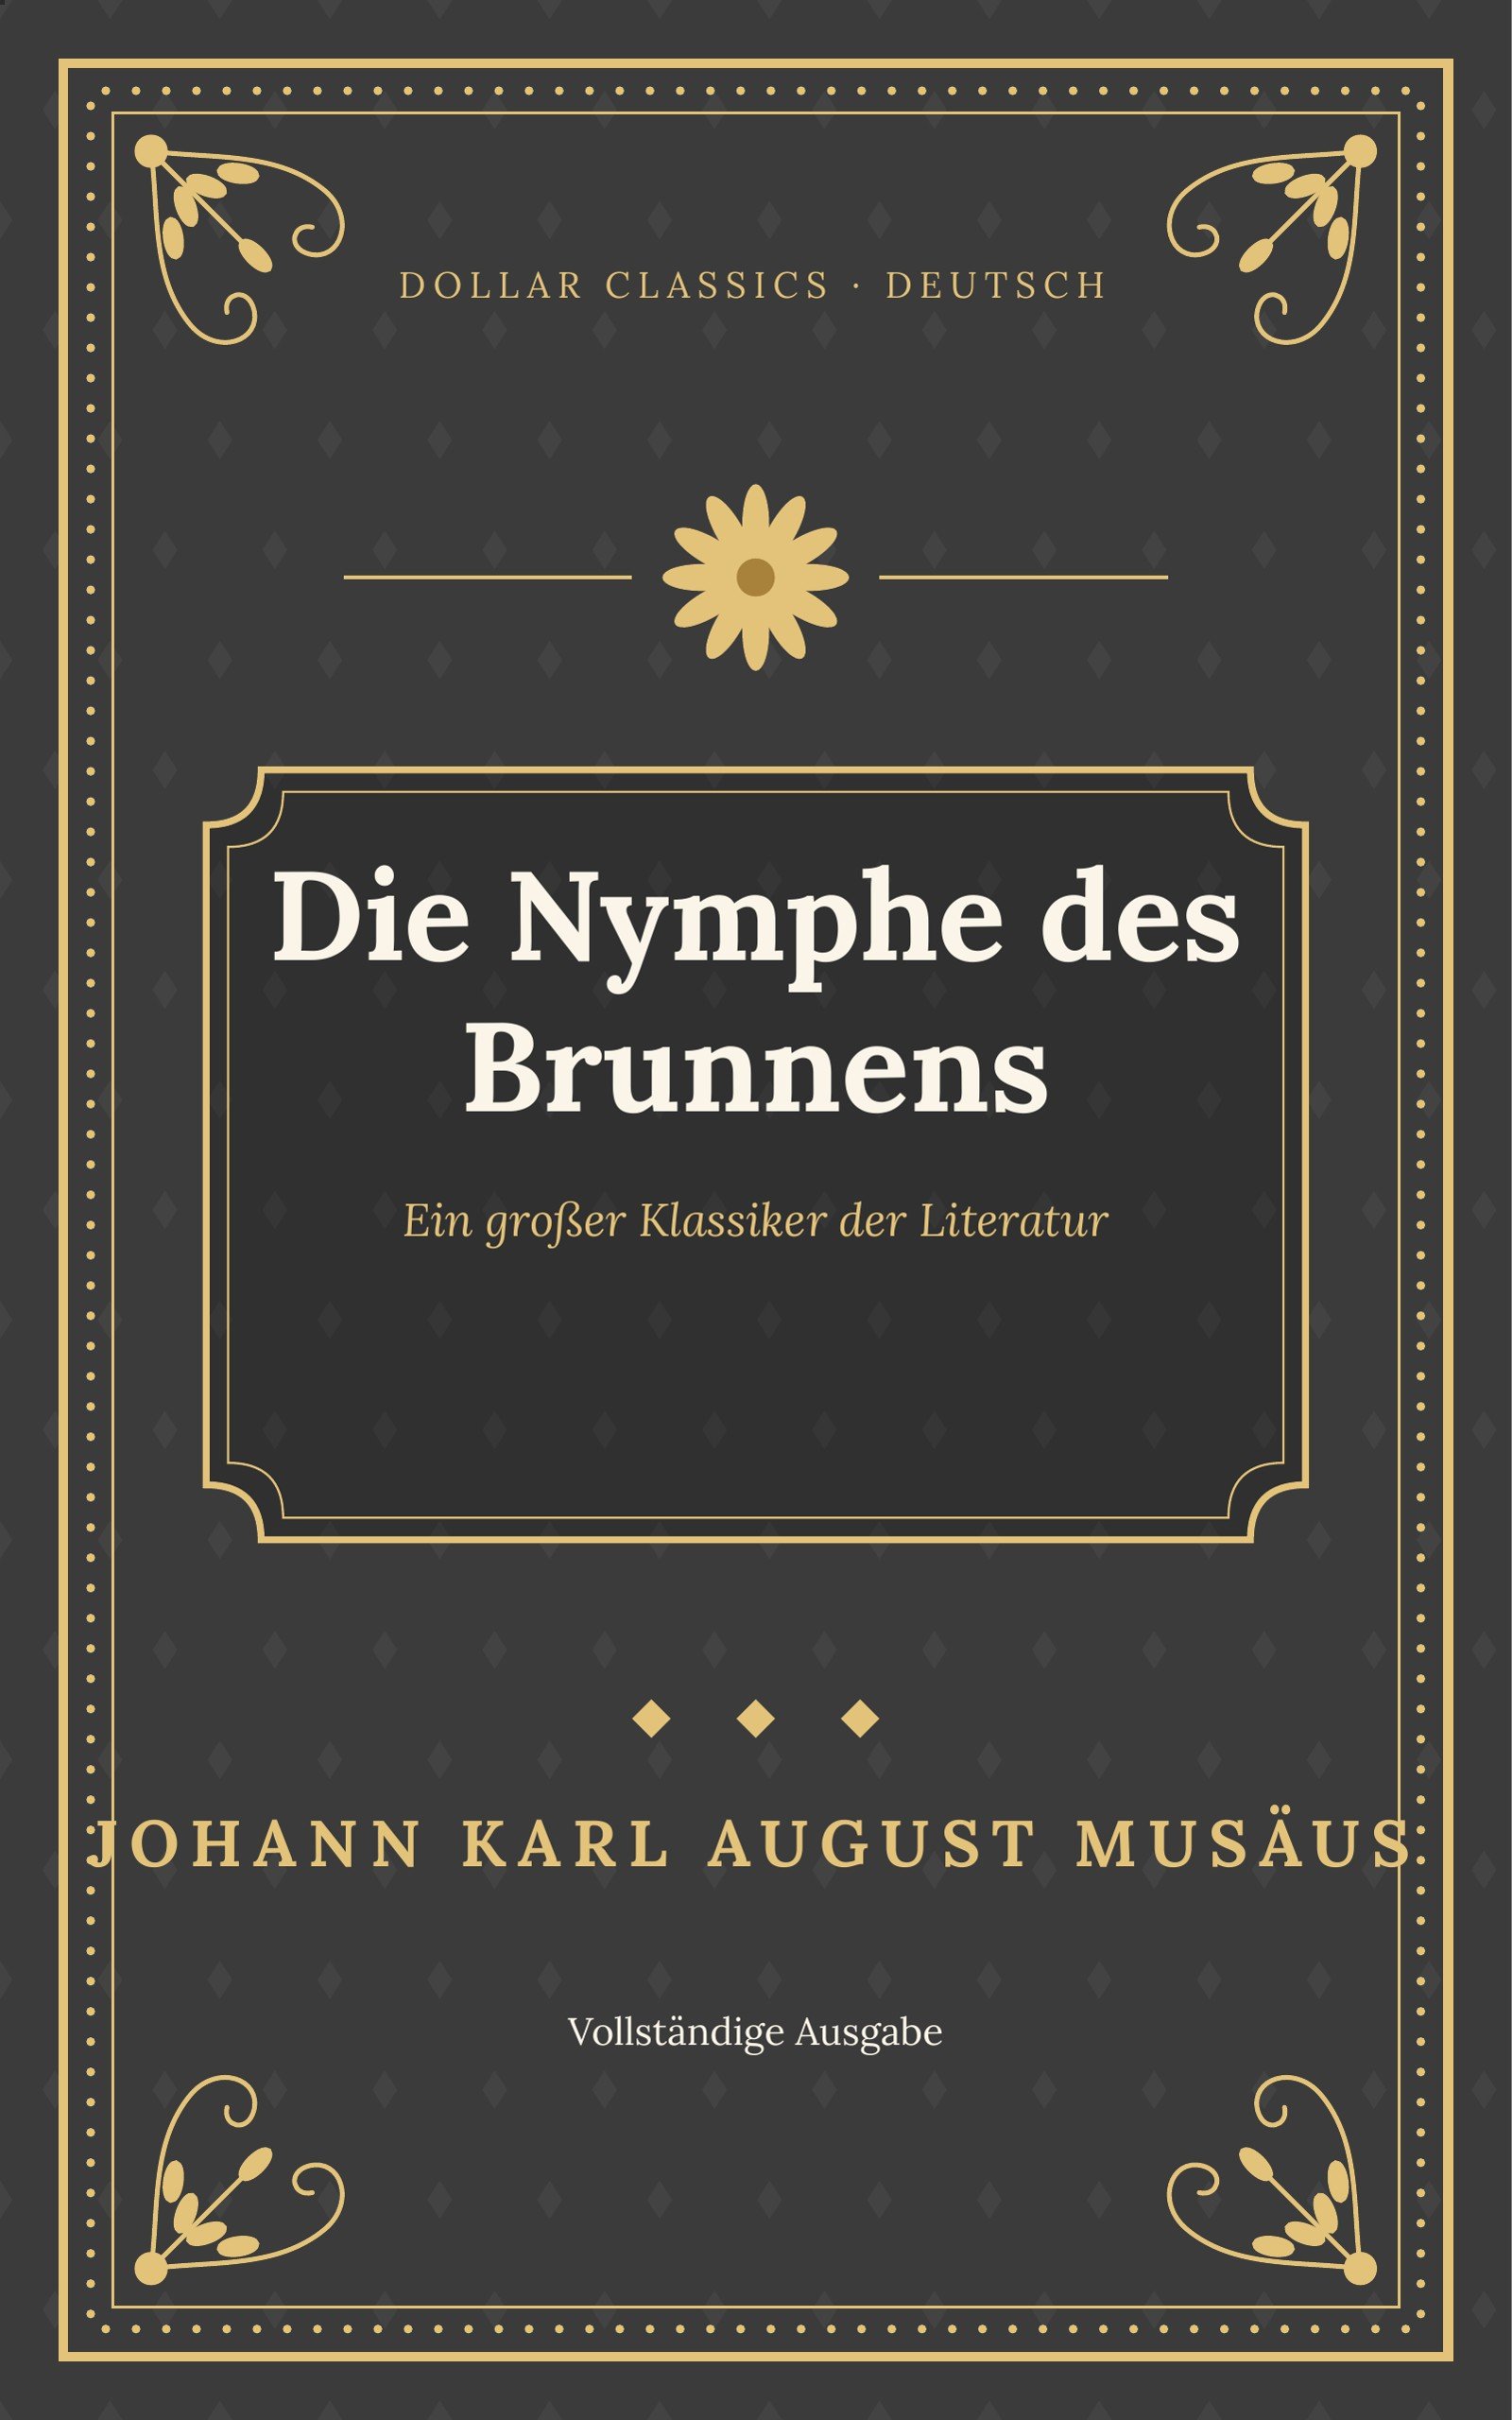 DOLLAR CLASSICS · DEUTSCH
Die Nymphe des
Brunnens
Ein großer Klassiker der Literatur
JOHANN KARL AUGUST MUSÄUS
Vollständige Ausgabe